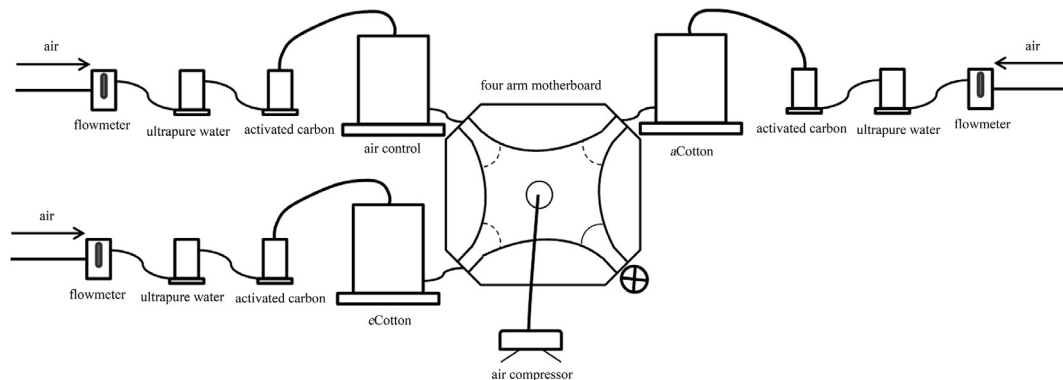 air
air
four arm motherboard
flowmeter
ultrapure water
activated carbon
air control
aCotton
activated carbon
ultrapure water
flowmeter
air
flowmeter
ultrapure water
activated carbon
eCotton
air compressor